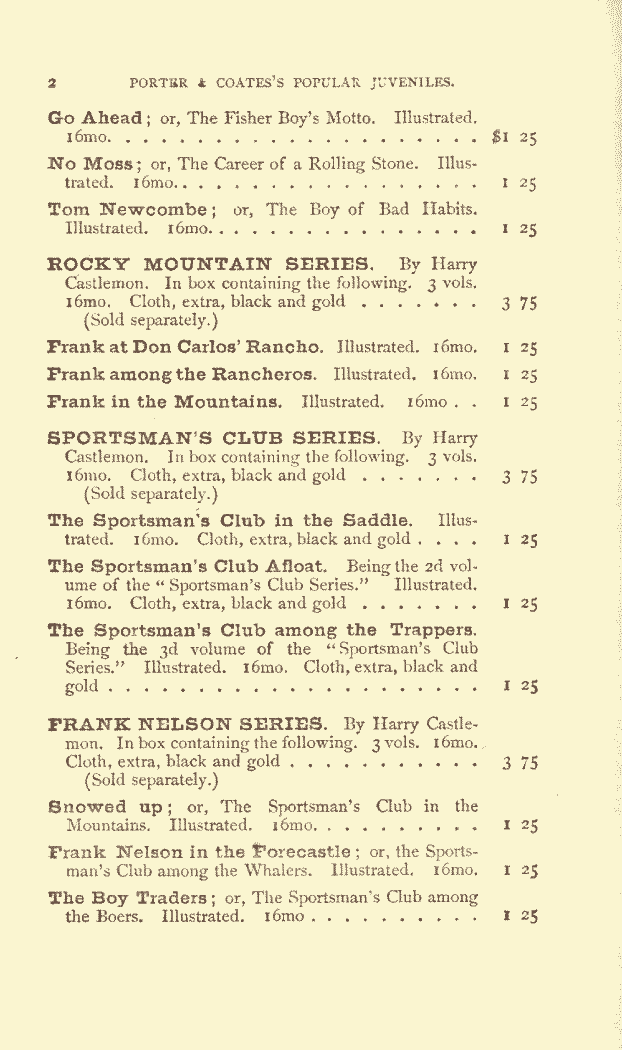 2 PORTER & COATES'S POPULAR JUVENILES.
Go Ahead; or, The Fisher Boy's Motto. Illustrated.
16mo. . . . . . . . . . . . . . . . . . . . . $1 25
No Moss; or, The Career of a Rolling Stone. Illus-
trated. 16mo. . . . . . . . . . . . . . . . . . 1 25
Tom Newcombe; or, The Boy of Bad Habits.
Illustrated. 16mo. . . . . . . . . . . . . . . . 1 25
ROCKY MOUNTAIN SERIES. By Harry
Castlemon. In box containing the following. 3 vols.
16mo. Cloth, extra, black and gold . . . . . . . 3 75
(Sold separately.)
Frank at Don Carlos' Rancho. Illustrated. 16mo. 1 25
Frank among the Rancheros. Illustrated. 16mo. 1 25
Frank in the Mountains. Illustrated. 16mo . . 1 25
SPORTSMAN'S CLUB SERIES. By Harry
Castlemon. In box containing the following. 3 vols.
16mo. Cloth, extra, black and gold . . . . . . . 3 75
(Sold separately.)
The Sportsman's Club in the Saddle. Illus-
trated. 16mo. Cloth, extra, black and gold . . . . 1 25
The Sportsman's Club Afloat. Being the 2d vol-
ume of the "Sportsman's Club Series." Illustrated.
16mo. Cloth, extra, black and gold . . . . . . . 1 25
The Sportsman's Club among the Trappers.
Being the 3d volume of the "Sportsman's Club
Series." Illustrated. 16mo. Cloth, extra, black and
gold . . . . . . . . . . . . . . . . . . . . . 1 25
FRANK NELSON SERIES. By Harry Castle-
mon. In box containing the following. 3 vols. 16mo.
Cloth, extra, black and gold . . . . . . . . . . . 3 75
(Sold separately.)
Snowed up; or, The Sportsman's Club in the
Mountains. Illustrated. 16mo. . . . . . . . . . 1 25
Frank Nelson in the Forecastle; or, the Sports-
man's Club among the Whalers. Illustrated. 16mo. 1 25
The Boy Traders; or, The Sportsman's Club among
the Boers. Illustrated. 16mo . . . . . . . . . . 1 25